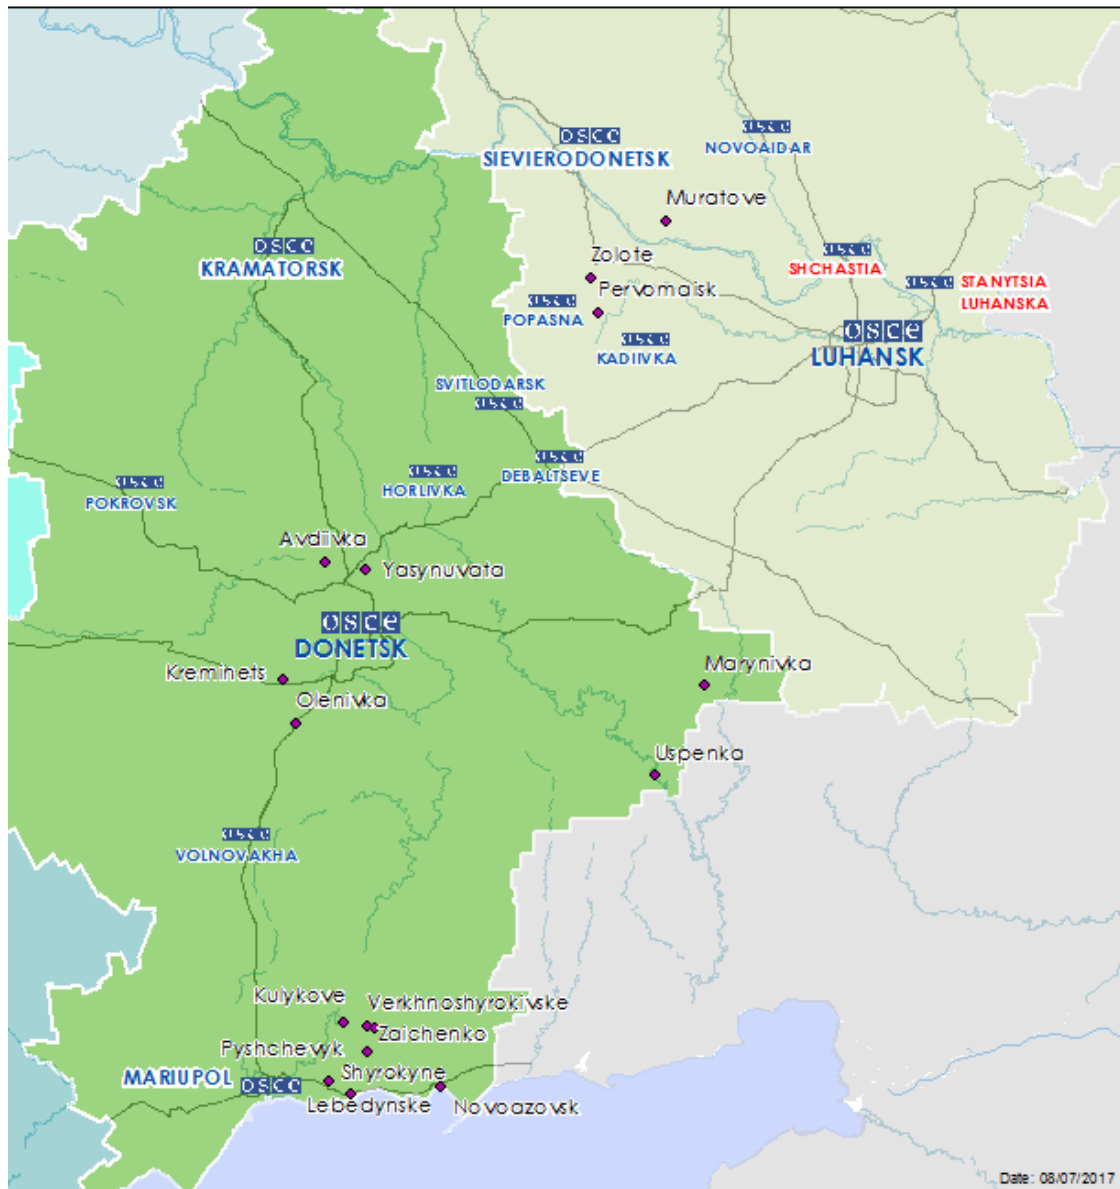 osce
SIEVIERODONETSK
osce
NOVOAIDAR
Muratove
osce
KRAMATORSK
osce
SHCHASTIA
Zolote
osce
STANYTSIA
LUHANSKA
Pervomaisk
osce
POPASNA
osce
KADIIVKA
osce
LUHANSK
SVITLODARSK
osce
osce
POKROVSK
osce
HORLIVKA
osce
DEBALTSEVE
Avdiivka
Yasynuvata
osce
DONETSK
Kreminets
Marynivka
Olenivka
Uspenka
osce
VOLNOVAKHA
Kulykove
Verkhnoshyrokivske
Zaichenko
Pyshchevyk
MARIUPOL
osce
Shyrokyne
Lebedynske
Novoazovsk
Date: 08/07/2017